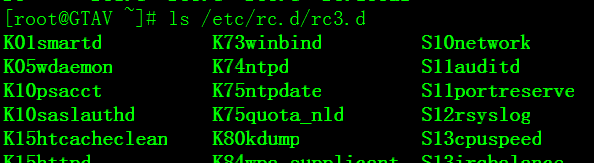 [root@GTAV ~]# ls /etc/rc.d/rc3.d
K01smartd K73winbind S10network
K05wdaemon K74ntpd S11auditd
K10psacct K75ntpdate S11portreserve
K10saslauthd K75quota_nld S12rsyslog
K15htcacheclean K80kdump S13cpuspeed
K15httpd K84wpa_supplicant S13irqbalance